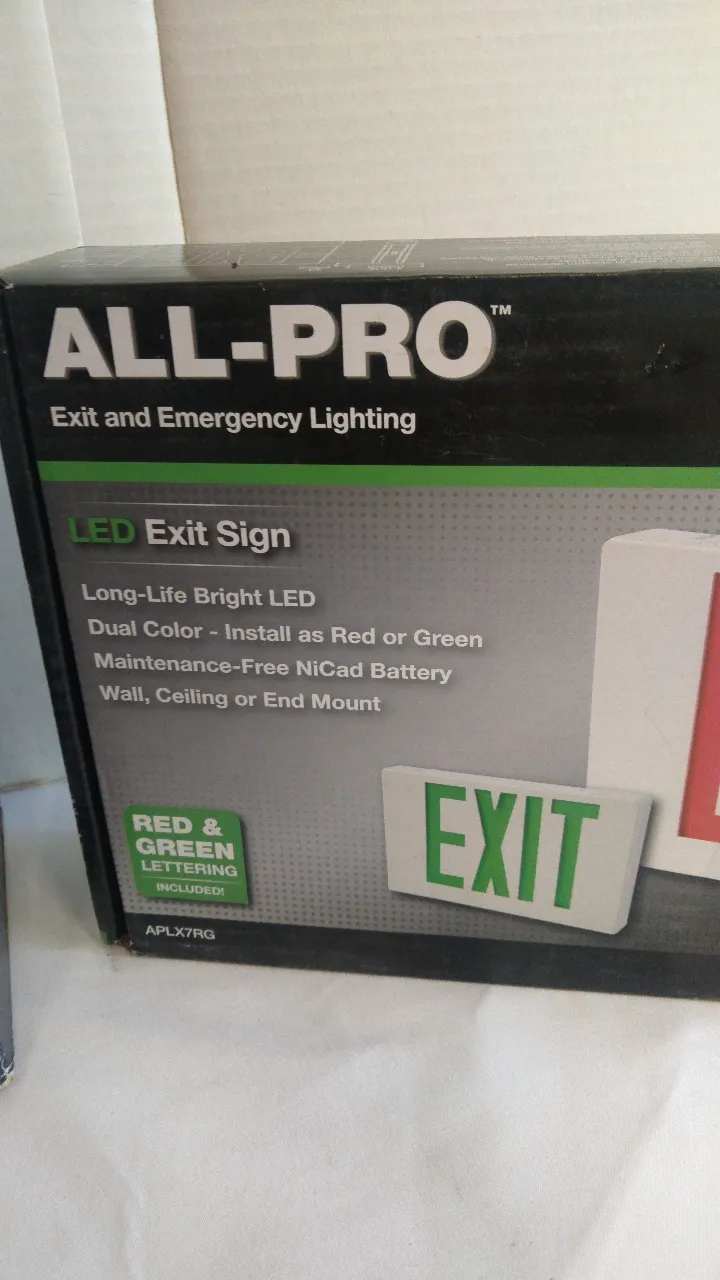 ALL-PRO™
Exit and Emergency Lighting
LED Exit Sign
Long-Life Bright LED
Dual Color - Install as Red or Green
Maintenance-Free NiCad Battery
Wall, Ceiling or End Mount
EXIT
RED &
GREEN
LETTERING
INCLUDED!
APLX7RG